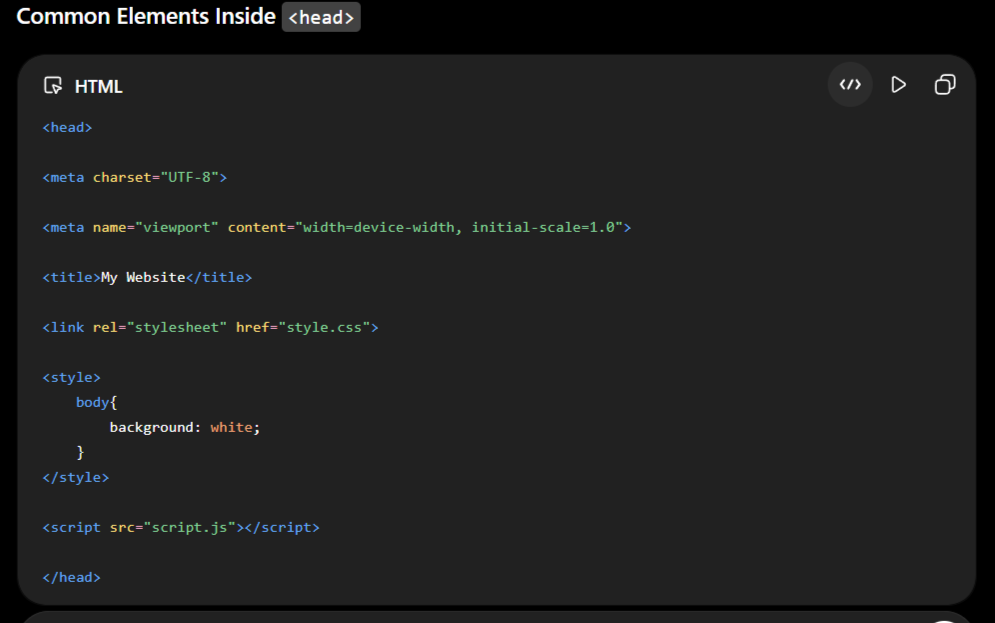 Common Elements Inside <head>
HTML
<head>
<meta charset="UTF-8">
<meta name="viewport" content="width=device-width, initial-scale=1.0">
<title>My Website</title>
<link rel="stylesheet" href="style.css">
<style>
body{
background: white;
}
</style>
<script src="script.js"></script>
</head>